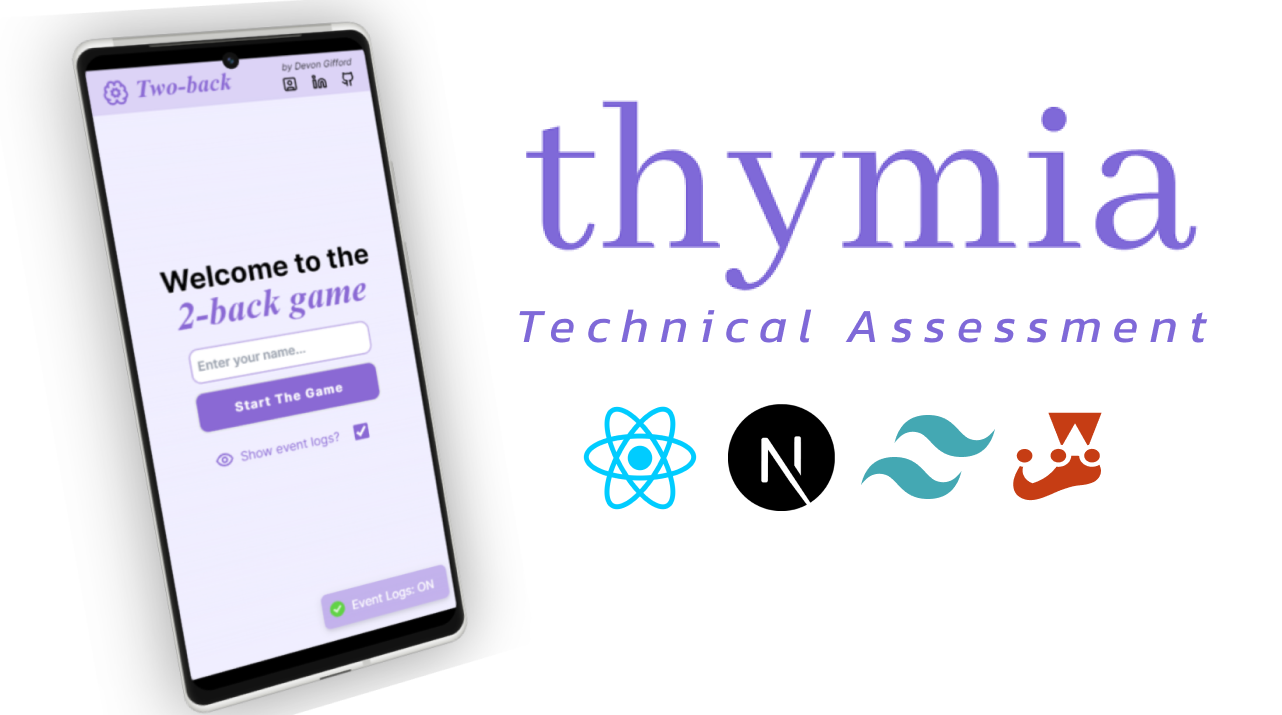 Two-back
by Devon Gifford
Welcome to the
2-back game
Enter your name...
Start The Game
Show event logs?
Event Logs: ON
thymia
Technical Assessment